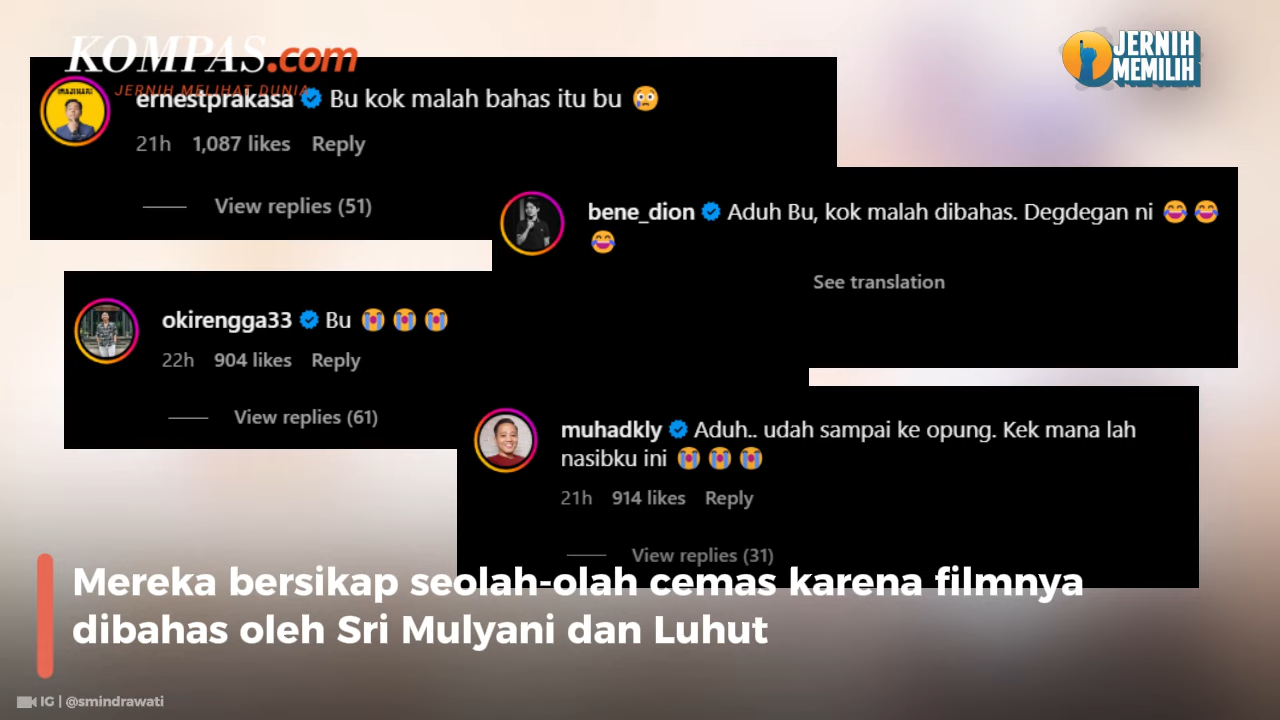 KOMPAS.com
JERNIH MELIHAT DUNIA
JERNIH
MEMILIH
IMAJINARI
ernestprakasa Bu kok malah bahas itu bu 😢
21h 1,087 likes Reply
View replies (51)
bene_dion Aduh Bu, kok malah dibahas. Degdegan ni 😂😂
😂
See translation
okirengga33 Bu 😭😭😭
22h 904 likes Reply
View replies (61)
muhadkly Aduh.. udah sampai ke opung. Kek mana lah
nasibku ini 😭😭😭
21h 914 likes Reply
View replies (31)
Mereka bersikap seolah-olah cemas karena filmnya
dibahas oleh Sri Mulyani dan Luhut
IG | @smindrawati